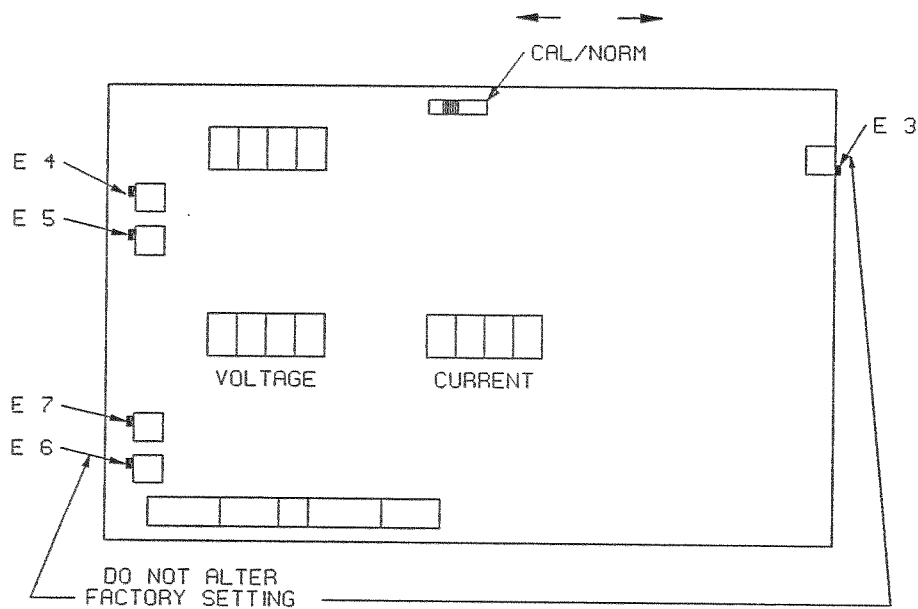 CAL/NORM
E 3
E 4
E 5
VOLTAGE
CURRENT
E 7
E 6
DO NOT ALTER
FACTORY SETTING